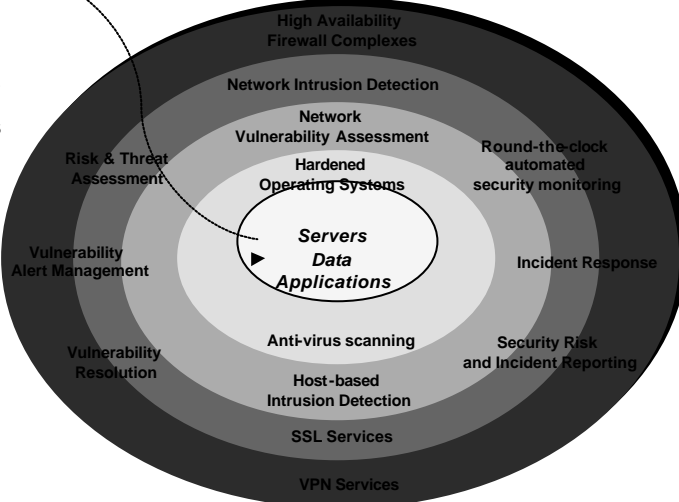 High Availability
Firewall Complexes
Network Intrusion Detection
Network
Vulnerability Assessment
Risk & Threat
Assessment
Hardened
Operating Systems
Round-the-clock
automated
security monitoring
Servers
Data
Applications
Vulnerability
Alert Management
Incident Response
Anti-virus scanning
Vulnerability
Resolution
Security Risk
and Incident Reporting
Host-based
Intrusion Detection
SSL Services
VPN Services